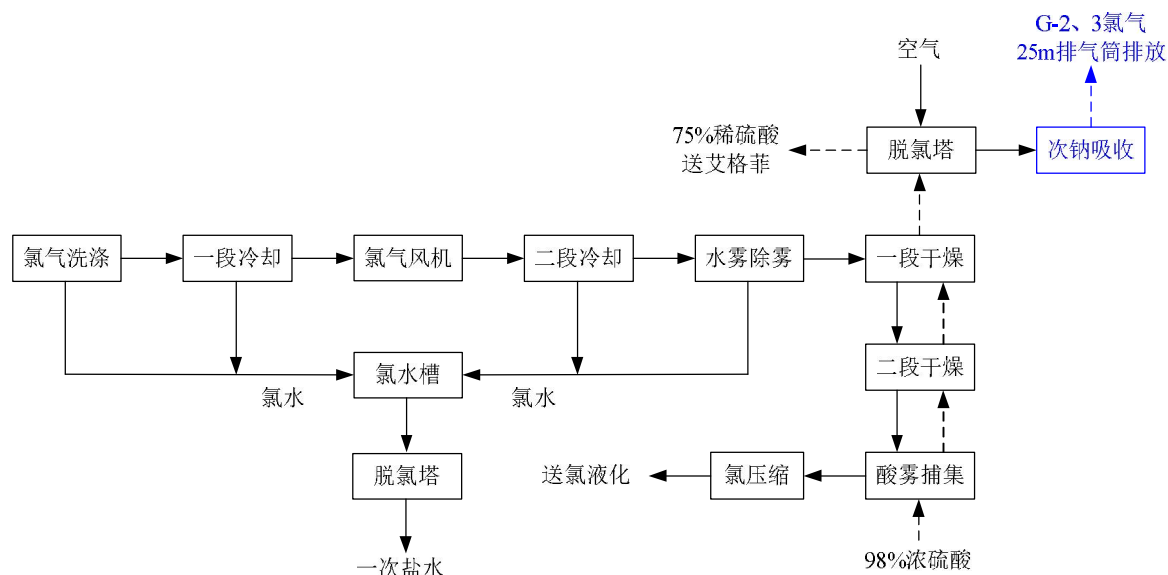 G-2、3氯气
25m排气筒排放
空气
75%稀硫酸
送艾格菲
脱氯塔
次钠吸收
氯气洗涤
一段冷却
氯气风机
二段冷却
水雾除雾
一段干燥
氯水槽
二段干燥
氯水
氯水
脱氯塔
送氯液化
氯压缩
酸雾捕集
一次盐水
98%浓硫酸